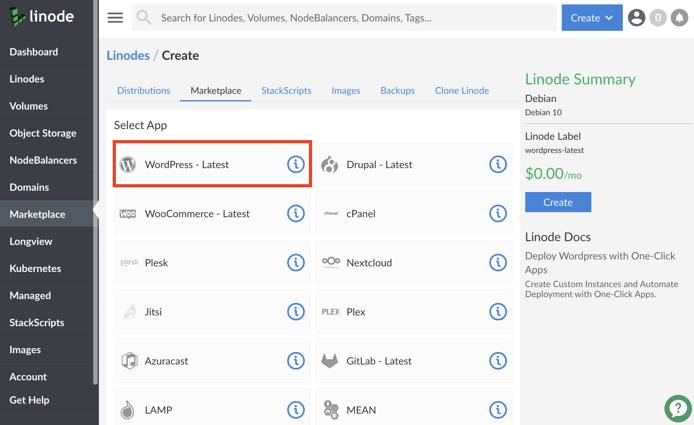 linode
Search for Linodes, Volumes, NodeBalancers, Domains, Tags...
Create
0
Dashboard
Linodes
Volumes
Object Storage
NodeBalancers
Domains
Marketplace
Longview
Kubernetes
Managed
StackScripts
Images
Account
Get Help
Linodes / Create
Distributions Marketplace StackScripts Images Backups Clone Linode
Select App
WordPress - Latest
Drupal - Latest
WOO WooCommerce - Latest
cPanel cPanel
plesk Plesk
Nextcloud
Jitsi
PLEX Plex
Azuracast
GitLab - Latest
LAMP
MEAN
Linode Summary
Debian
Debian 10
Linode Label
wordpress-latest
$0.00/mo
Create
Linode Docs
Deploy Wordpress with One-Click
Apps
Create Custom Instances and Automate
Deployment with One-Click Apps.
?